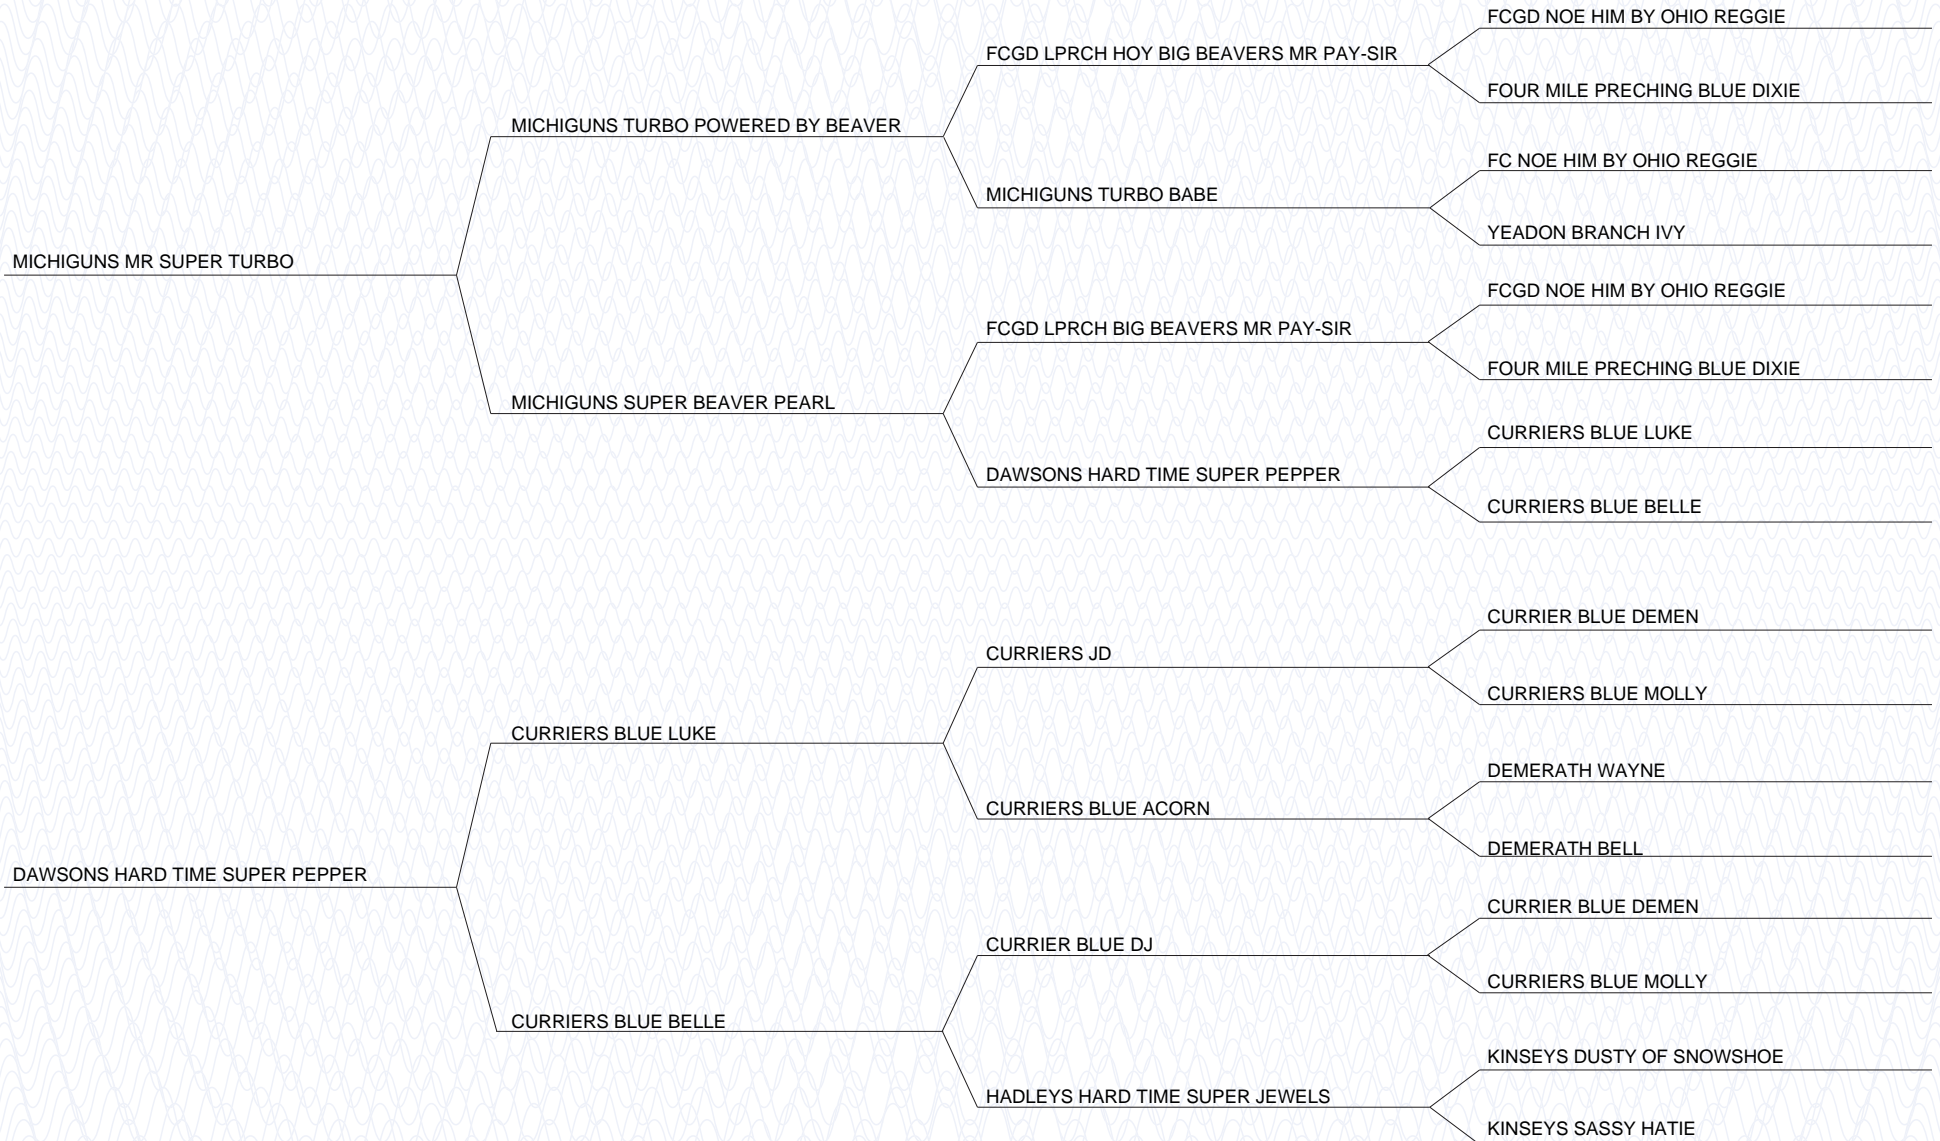 FCGD NOE HIM BY OHIO REGGIE
FCGD LPRCH HOY BIG BEAVERS MR PAY-SIR
FOUR MILE PRECHING BLUE DIXIE
MICHIGUNS TURBO POWERED BY BEAVER
FC NOE HIM BY OHIO REGGIE
MICHIGUNS TURBO BABE
YEADON BRANCH IVY
MICHIGUNS MR SUPER TURBO
FCGD NOE HIM BY OHIO REGGIE
FCGD LPRCH BIG BEAVERS MR PAY-SIR
FOUR MILE PRECHING BLUE DIXIE
MICHIGUNS SUPER BEAVER PEARL
CURRIERS BLUE LUKE
DAWSONS HARD TIME SUPER PEPPER
CURRIERS BLUE BELLE
CURRIER BLUE DEMEN
CURRIERS JD
CURRIERS BLUE MOLLY
CURRIERS BLUE LUKE
DEMERATH WAYNE
CURRIERS BLUE ACORN
DEMERATH BELL
DAWSONS HARD TIME SUPER PEPPER
CURRIER BLUE DEMEN
CURRIER BLUE DJ
CURRIERS BLUE MOLLY
CURRIERS BLUE BELLE
KINSEYS DUSTY OF SNOWSHOE
HADLEYS HARD TIME SUPER JEWELS
KINSEYS SASSY HATIE